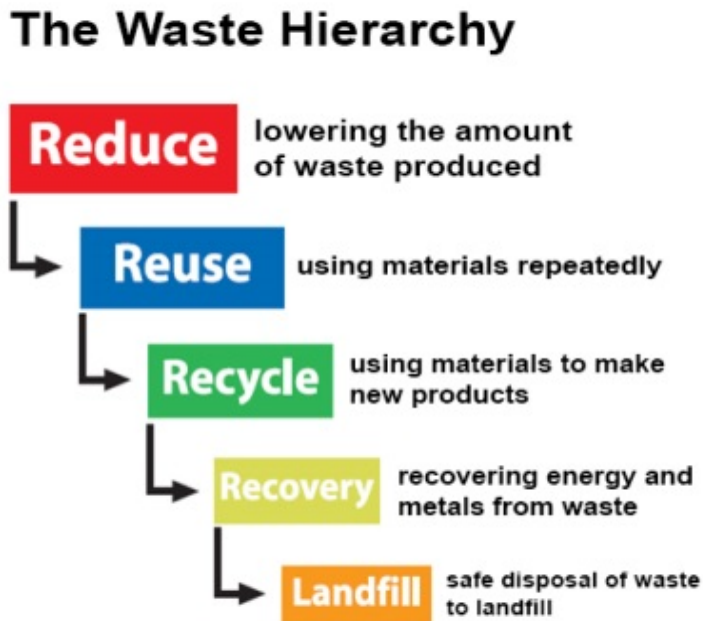 The Waste Hierarchy
Reduce
lowering the amount
of waste produced
Reuse
using materials repeatedly
Recycle
using materials to make
new products
Recovery
recovering energy and
metals from waste
Landfill
safe disposal of waste
to landfill